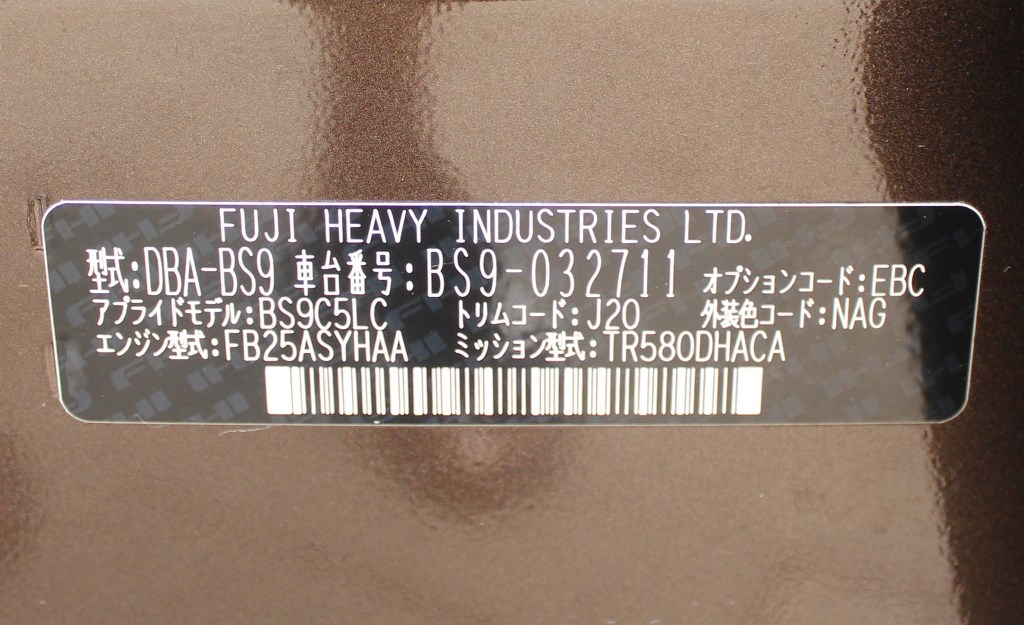 FUJI HEAVY INDUSTRIES LTD.
型式:DBA-BS9 車台番号:BS9-032711 オプションコード:EBC
アプライドモデル:BS9C5LC トリムコード:J20 外装色コード:NAG
エンジン型式:FB25ASYHAA ミッション型式:TR580DHACA